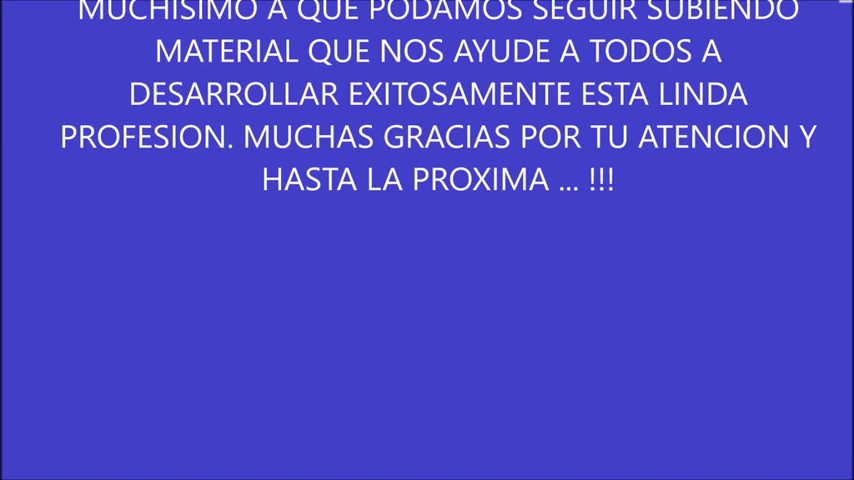 MUCHISIMO A QUE PODAMOS SEGUIR SUBIENDO
MATERIAL QUE NOS AYUDE A TODOS A
DESARROLLAR EXITOSAMENTE ESTA LINDA
PROFESION. MUCHAS GRACIAS POR TU ATENCION Y
HASTA LA PROXIMA ... !!!